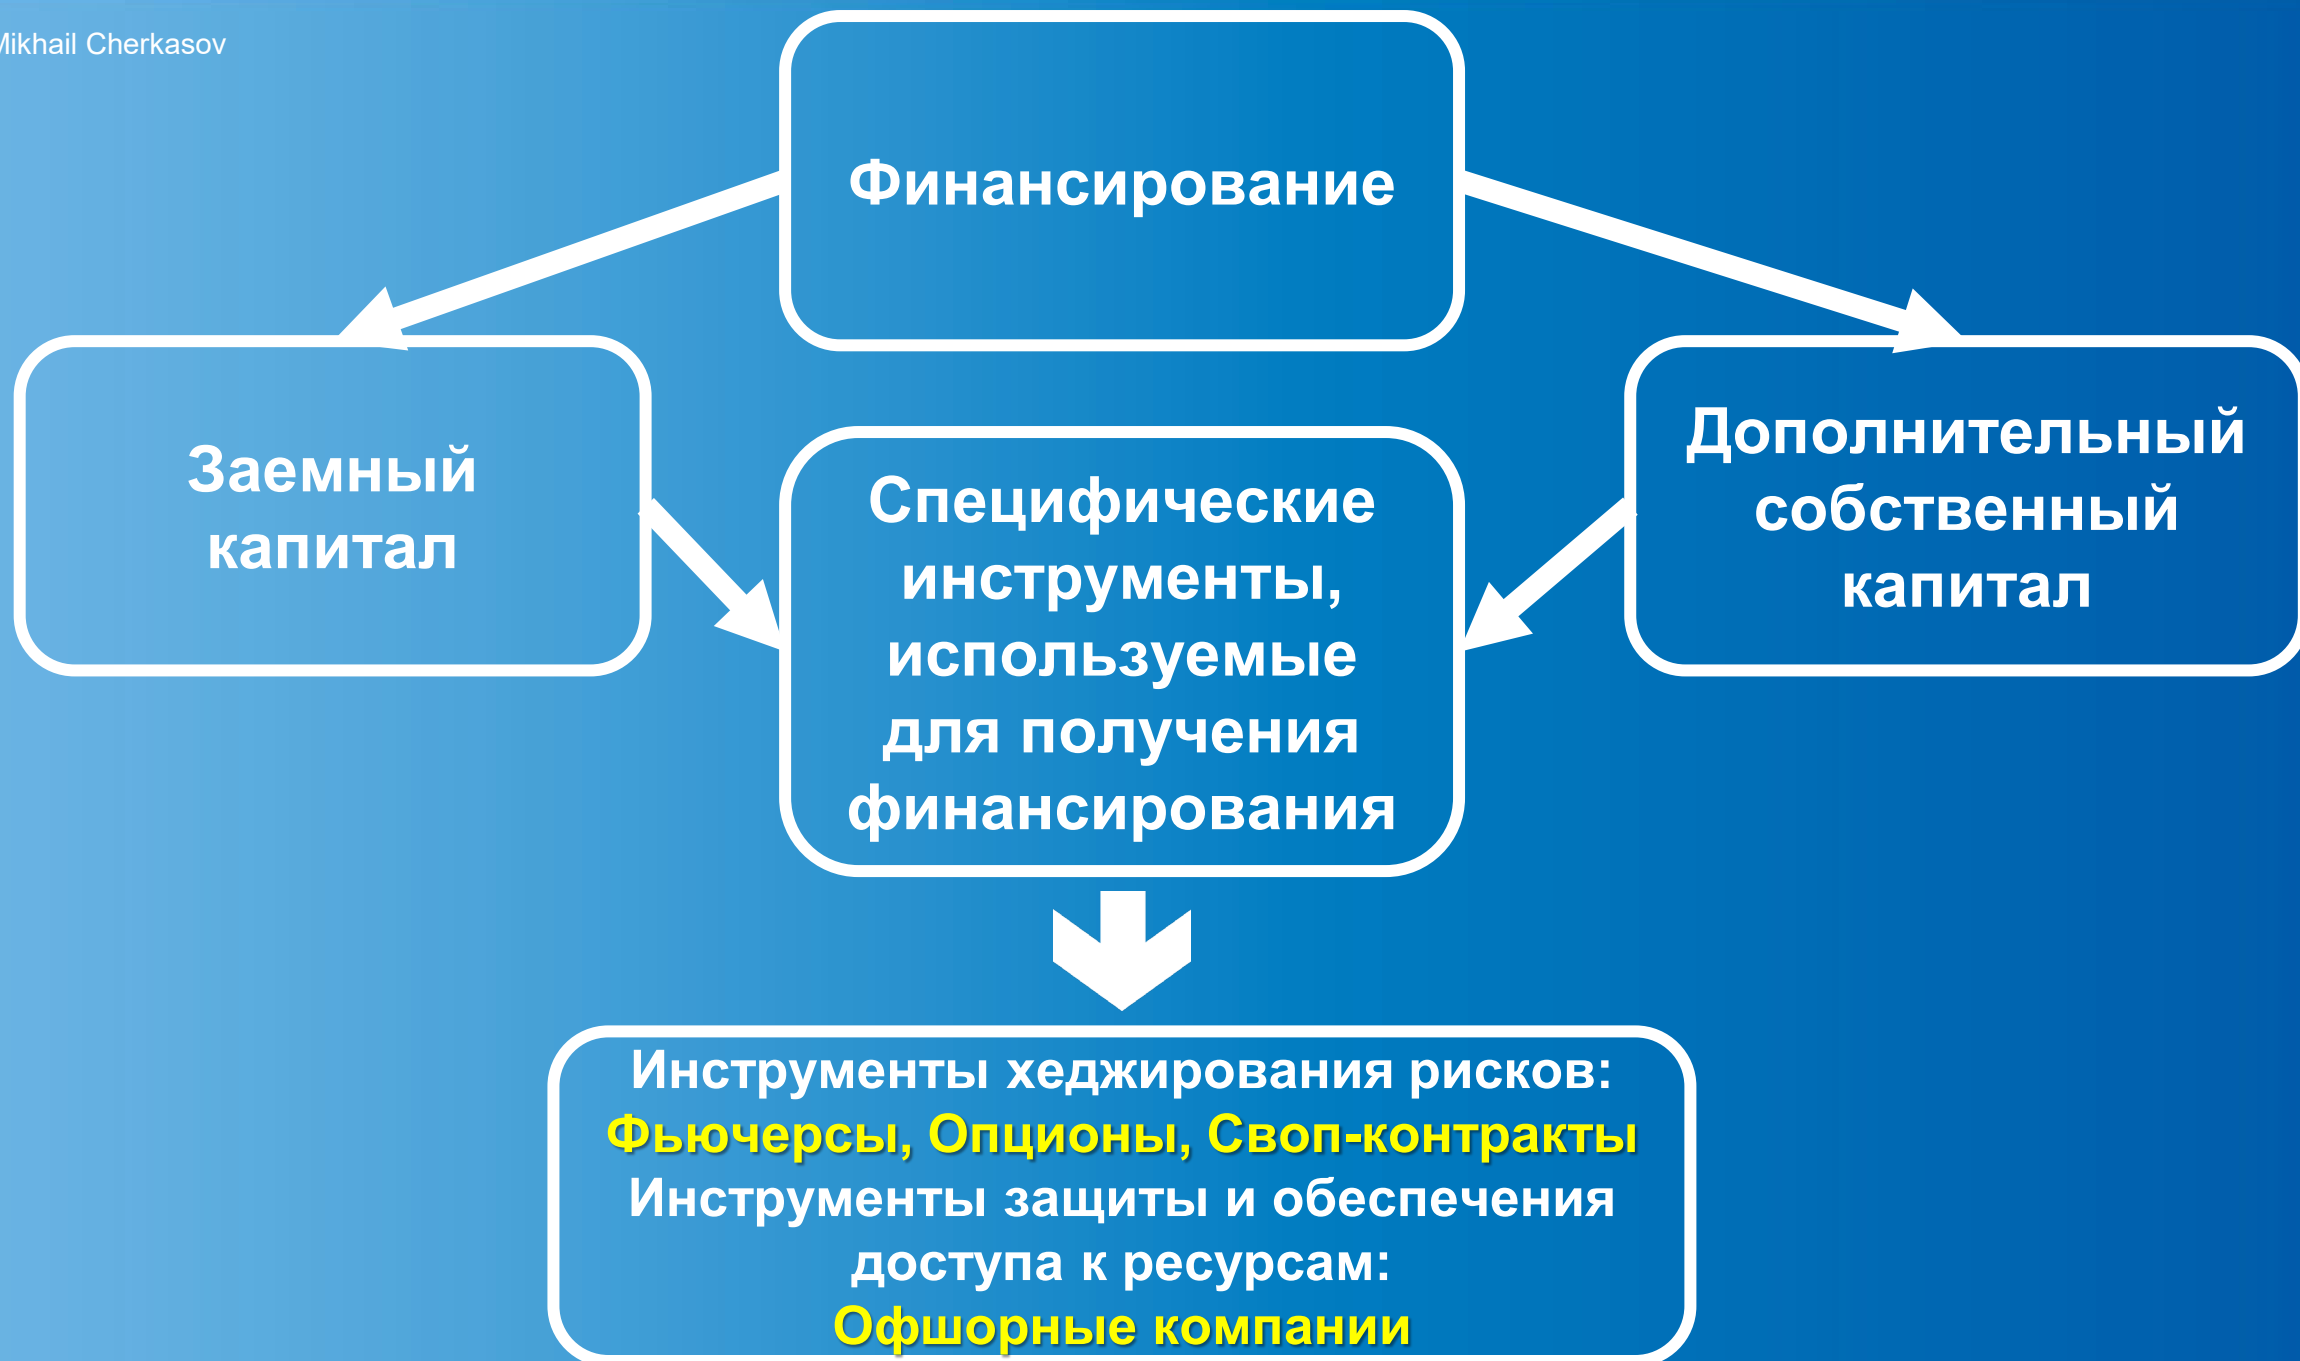 Mikhail Cherkasov
Финансирование
Заемный
капитал
Специфические
инструменты,
используемые
для получения
финансирования
Дополнительный
собственный
капитал
Инструменты хеджирования рисков:
Фьючерсы, Опционы, Своп-контракты
Инструменты защиты и обеспечения
доступа к ресурсам:
Офшорные компании